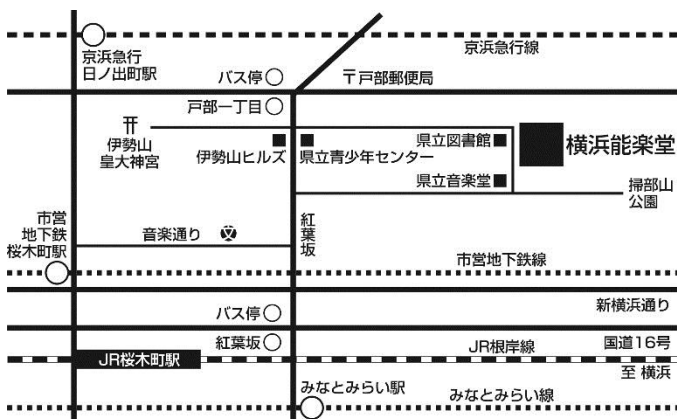 京浜急行線
京浜急行
日ノ出町駅
バス停
〒戸部郵便局
戸部一丁目
伊勢山
皇大神宮
伊勢山ヒルズ
県立青少年センター
県立図書館
横浜能楽堂
県立音楽堂
掃部山
公園
市営
地下鉄
桜木町駅
音楽通り
紅葉坂
市営地下鉄線
新横浜通り
バス停
紅葉坂
JR桜木町駅
JR根岸線
国道16号
至 横浜
みなとみらい駅
みなとみらい線